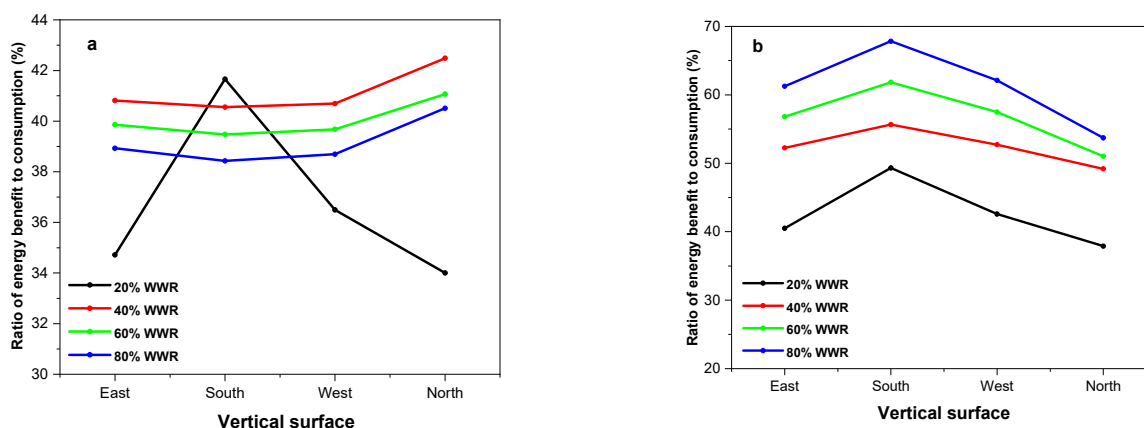 a
Ratio of energy benefit to consumption (%)
44
42
40
38
36
34
32
30
20% WWR
40% WWR
60% WWR
80% WWR
East
South
West
North
Vertical surface
b
Ratio of energy benefit to consumption (%)
70
60
50
40
30
20
20% WWR
40% WWR
60% WWR
80% WWR
East
South
West
North
Vertical surface